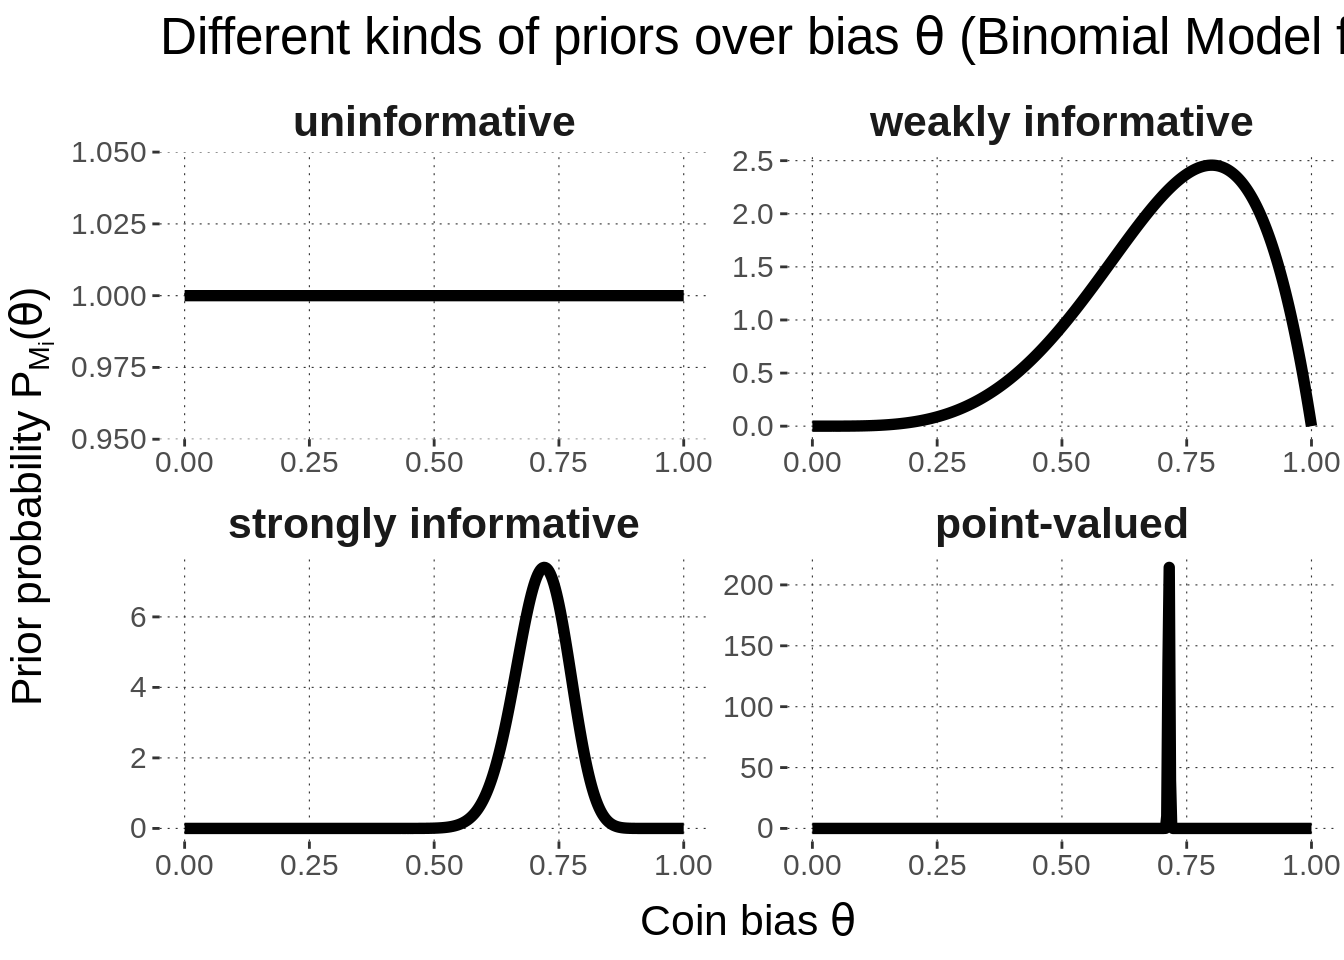 Different kinds of priors over bias θ (Binomial Model f
uninformative
weakly informative
1.050
1.025
1.000
0.975
0.950
0.00 0.25 0.50 0.75 1.00
2.5
2.0
1.5
1.0
0.5
0.0
0.00 0.25 0.50 0.75 1.00
Prior probability P_{M_i}(θ)
strongly informative
point-valued
6
4
2
0
0.00 0.25 0.50 0.75 1.00
200
150
100
50
0
0.00 0.25 0.50 0.75 1.00
Coin bias θ